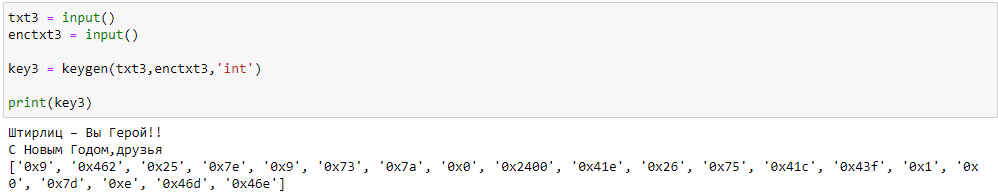 txt3 = input()
enctxt3 = input()
key3 = keygen(txt3,enctxt3,'int')
print(key3)
Штирлиц – Вы Герой!!
С Новым Годом,друзья
['0x9', '0x462', '0x25', '0x7e', '0x9', '0x73', '0x7a', '0x0', '0x2400', '0x41e', '0x26', '0x75', '0x41c', '0x43f', '0x1', '0x
0', '0x7d', '0xe', '0x46d', '0x46e']